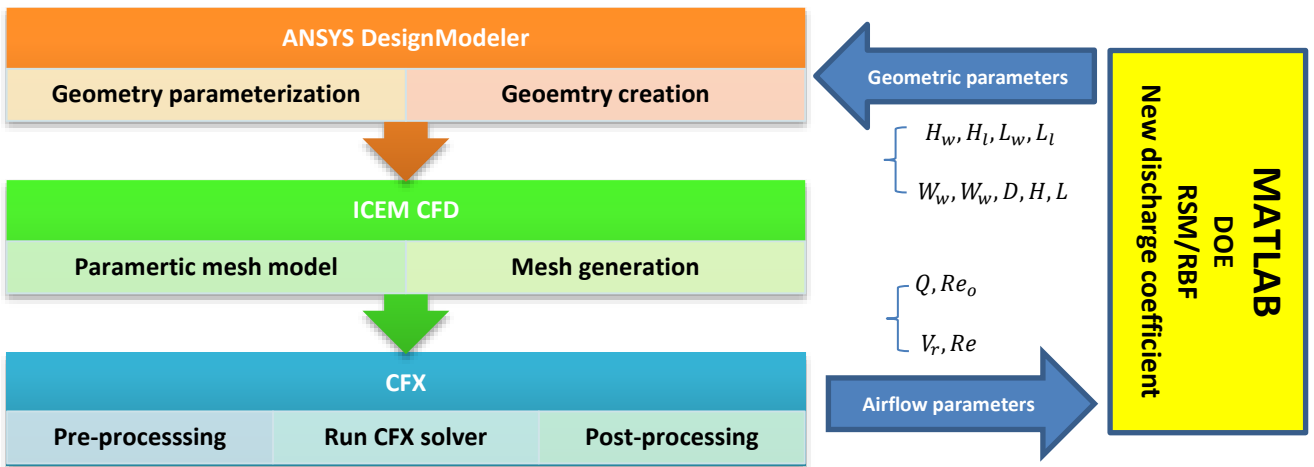 ANSYS DesignModeler
Geometry parameterization
Geoemtry creation
ICEM CFD
Paramertic mesh model
Mesh generation
CFX
Pre-processsing
Run CFX solver
Post-processing
Geometric parameters
H_w, H_l, L_w, L_l
W_w, W_w, D, H, L
Q, Re_o
V_r, Re
Airflow parameters
MATLAB
DOE
RSM/RBF
New discharge coefficient